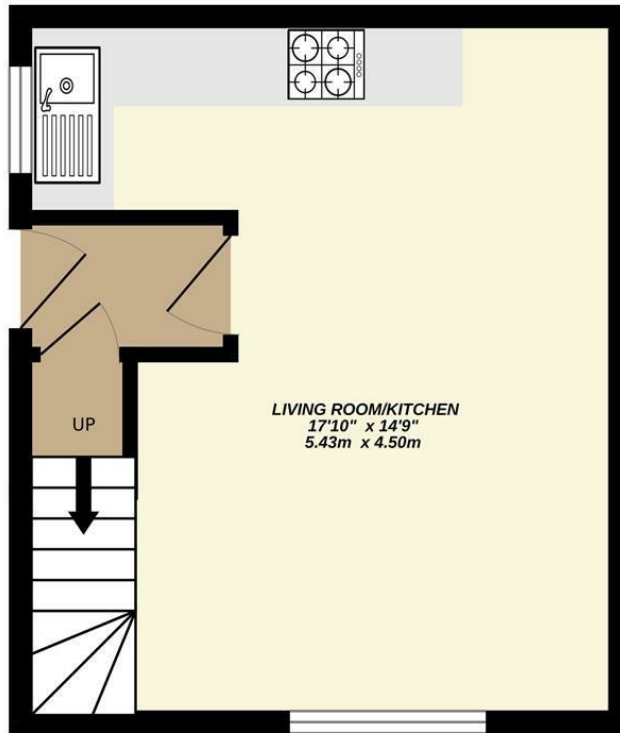 UP
LIVING ROOM/KITCHEN
17'10" x 14'9"
5.43m x 4.50m